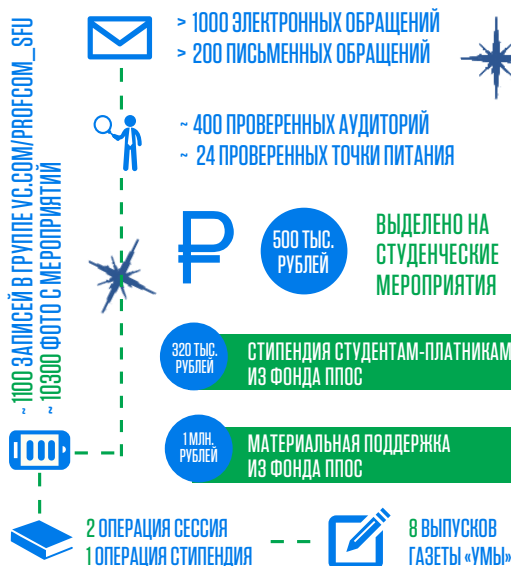 > 1000 ЭЛЕКТРОННЫХ ОБРАЩЕНИЙ
> 200 ПИСЬМЕННЫХ ОБРАЩЕНИЙ
~ 400 ПРОВЕРЕННЫХ АУДИТОРИЙ
~ 24 ПРОВЕРЕННЫХ ТОЧКИ ПИТАНИЯ
~ 1100 ЗАПИСЕЙ В ГРУППЕ VC.COM/PROFCOM_SFU
~ 10300 ФОТО С МЕРОПРИЯТИЙ
₽
500 ТЫС.
РУБЛЕЙ
ВЫДЕЛЕНО НА
СТУДЕНЧЕСКИЕ
МЕРОПРИЯТИЯ
320 ТЫС.
РУБЛЕЙ
СТИПЕНДИЯ СТУДЕНТАМ-ПЛАТНИКАМ
ИЗ ФОНДА ППОС
1 МЛН.
РУБЛЕЙ
МАТЕРИАЛЬНАЯ ПОДДЕРЖКА
ИЗ ФОНДА ППОС
2 ОПЕРАЦИЯ СЕССИЯ
1 ОПЕРАЦИЯ СТИПЕНДИЯ
8 ВЫПУСКОВ
ГАЗЕТЫ «УМЫ»